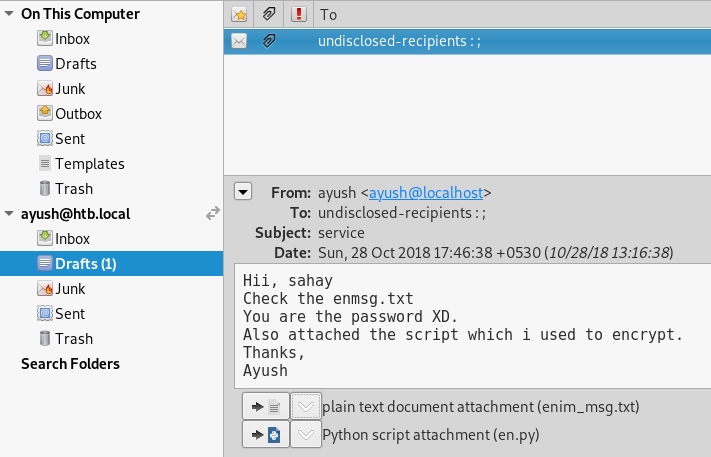 On This Computer
Inbox
Drafts
Junk
Outbox
Sent
Templates
Trash
ayush@htb.local
Inbox
Drafts (1)
Junk
Sent
Trash
Search Folders
To
undisclosed-recipients : ;
From: ayush <ayush@localhost>
To: undisclosed-recipients : ;
Subject: service
Date: Sun, 28 Oct 2018 17:46:38 +0530 (10/28/18 13:16:38)
Hii, sahay
Check the enmsg.txt
You are the password XD.
Also attached the script which i used to encrypt.
Thanks,
Ayush
plain text document attachment (enim_msg.txt)
Python script attachment (en.py)